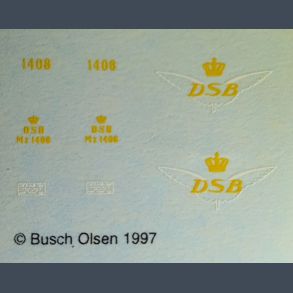 1408 1408
DSB
DSB DSB
Mz 1408 Mz 1408
DSB
© Busch Olsen 1997